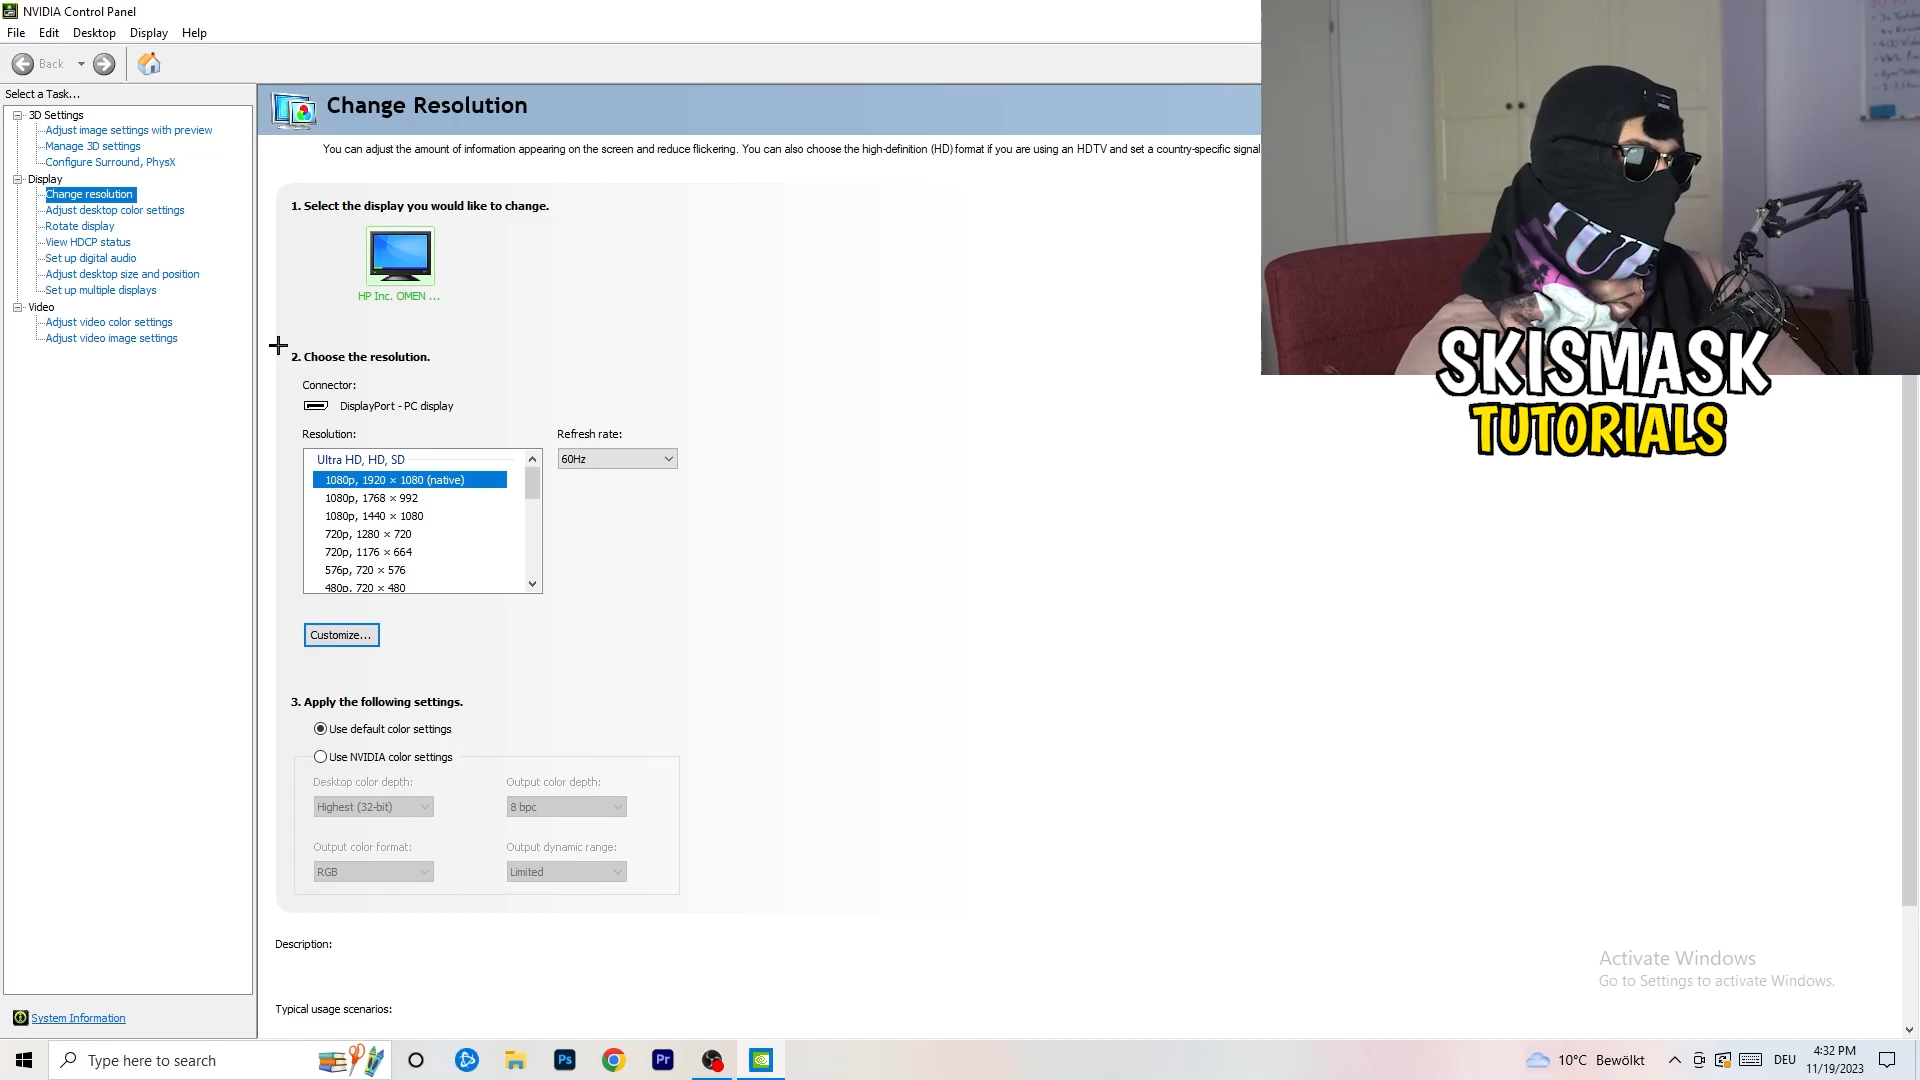 NVIDIA Control Panel
File Edit Desktop Display Help
Back
Select a Task...
3D Settings
Adjust image settings with preview
Manage 3D settings
Configure Surround, PhysX
Display
Change resolution
Adjust desktop color settings
Rotate display
View HDCP status
Set up digital audio
Adjust desktop size and position
Set up multiple displays
Video
Adjust video color settings
Adjust video image settings
System Information
Change Resolution
You can adjust the amount of information appearing on the screen and reduce flickering. You can also choose the high-definition (HD) format if you are using an HDTV and set a country-specific signal
1. Select the display you would like to change.
HP Inc. OMEN ...
2. Choose the resolution.
Connector:
DisplayPort - PC display
Resolution:
Refresh rate:
Ultra HD, HD, SD
60Hz
1080p, 1920 × 1080 (native)
1080p, 1768 × 992
1080p, 1440 × 1080
720p, 1280 × 720
720p, 1176 × 664
576p, 720 × 576
480p, 720 × 480
Customize...
3. Apply the following settings.
Use default color settings
Use NVIDIA color settings
Desktop color depth:
Output color depth:
Highest (32-bit)
8 bpc
Output color format:
Output dynamic range:
RGB
Limited
Description:
Typical usage scenarios:
SKISMASK
TUTORIALS
Activate Windows
Go to Settings to activate Windows.
Type here to search
Ps
Pr
10°C Bewölkt
DEU
4:32 PM
11/19/2023